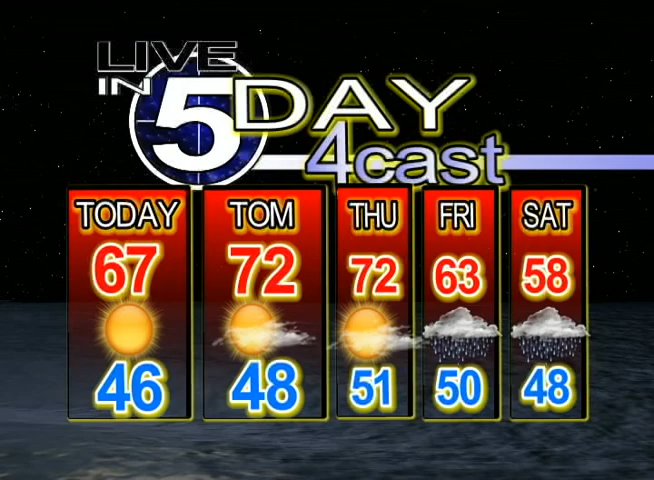 LIVE
IN 5 DAY
4cast
TODAY TOM THU FRI SAT
67 72 72 63 58
46 48 51 50 48